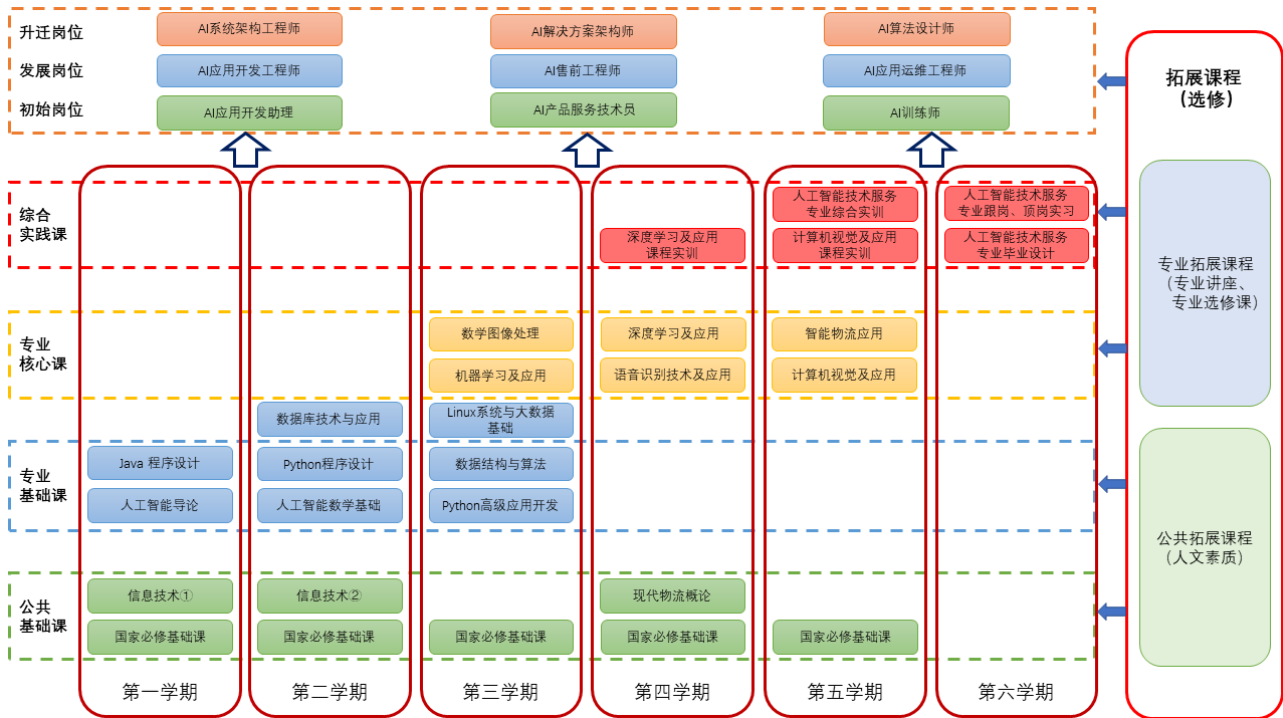 升迁岗位
AI系统架构工程师
AI解决方案架构师
AI算法设计师
发展岗位
AI应用开发工程师
AI售前工程师
AI应用运维工程师
初始岗位
AI应用开发助理
AI产品服务技术员
AI训练师
拓展课程
(选修)
综合
实践课
人工智能技术服务
专业综合实训
人工智能技术服务
专业跟岗、顶岗实习
深度学习及应用
课程实训
计算机视觉及应用
课程实训
人工智能技术服务
专业毕业设计
专业拓展课程
(专业讲座、
专业选修课)
专业
核心课
数学图像处理
深度学习及应用
智能物流应用
机器学习及应用
语音识别技术及应用
计算机视觉及应用
数据库技术与应用
Linux系统与大数据
基础
专业
基础课
Java 程序设计
Python程序设计
数据结构与算法
人工智能导论
人工智能数学基础
Python高级应用开发
公共拓展课程
(人文素质)
公共
基础课
信息技术①
信息技术②
现代物流概论
国家必修基础课
国家必修基础课
国家必修基础课
国家必修基础课
国家必修基础课
第一学期
第二学期
第三学期
第四学期
第五学期
第六学期